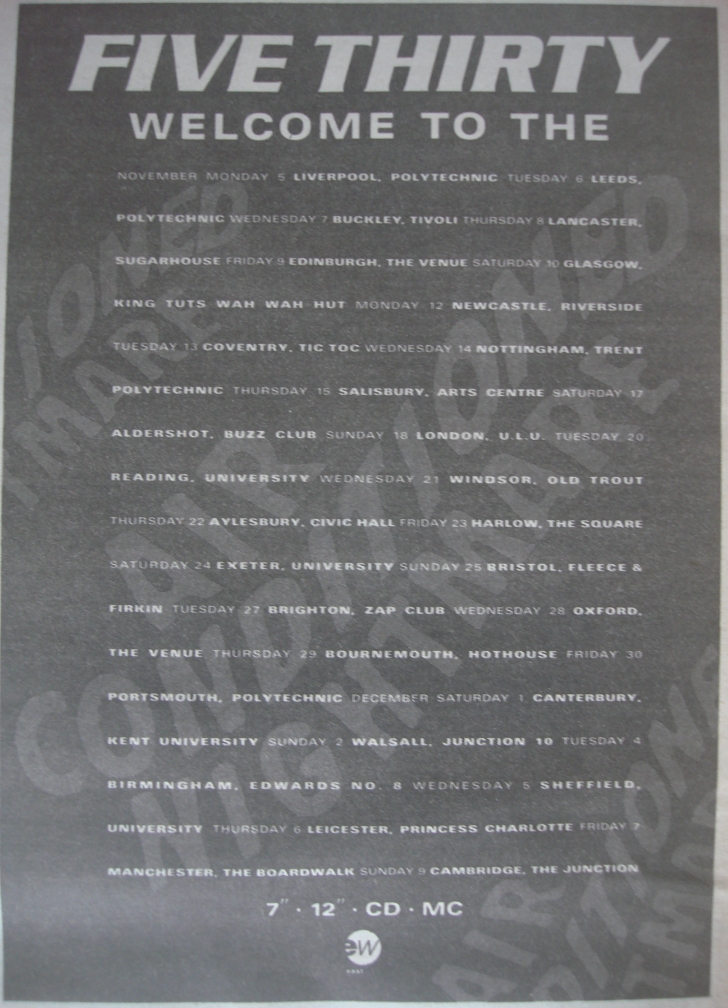 FIVE THIRTY
WELCOME TO THE
NOVEMBER MONDAY 5 LIVERPOOL, POLYTECHNIC TUESDAY 6 LEEDS,
POLYTECHNIC WEDNESDAY 7 BUCKLEY, TIVOLI THURSDAY 8 LANCASTER,
SUGARHOUSE FRIDAY 9 EDINBURGH, THE VENUE SATURDAY 10 GLASGOW,
KING TUTS WAH WAH HUT MONDAY 12 NEWCASTLE, RIVERSIDE
TUESDAY 13 COVENTRY, TIC TOC WEDNESDAY 14 NOTTINGHAM, TRENT
POLYTECHNIC THURSDAY 15 SALISBURY, ARTS CENTRE SATURDAY 17
ALDERSHOT, BUZZ CLUB SUNDAY 18 LONDON, U.L.U. TUESDAY 20
READING, UNIVERSITY WEDNESDAY 21 WINDSOR, OLD TROUT
THURSDAY 22 AYLESBURY, CIVIC HALL FRIDAY 23 HARLOW, THE SQUARE
SATURDAY 24 EXETER, UNIVERSITY SUNDAY 25 BRISTOL, FLEECE &
FIRKIN TUESDAY 27 BRIGHTON, ZAP CLUB WEDNESDAY 28 OXFORD,
THE VENUE THURSDAY 29 BOURNEMOUTH, HOTHOUSE FRIDAY 30
PORTSMOUTH, POLYTECHNIC DECEMBER SATURDAY 1 CANTERBURY,
KENT UNIVERSITY SUNDAY 2 WALSALL, JUNCTION 10 TUESDAY 4
BIRMINGHAM, EDWARDS NO. 8 WEDNESDAY 5 SHEFFIELD,
UNIVERSITY THURSDAY 6 LEICESTER, PRINCESS CHARLOTTE FRIDAY 7
MANCHESTER, THE BOARDWALK SUNDAY 9 CAMBRIDGE, THE JUNCTION
AIR
CONDITIONED
NIGHTMARE
7" · 12" · CD · MC
ew